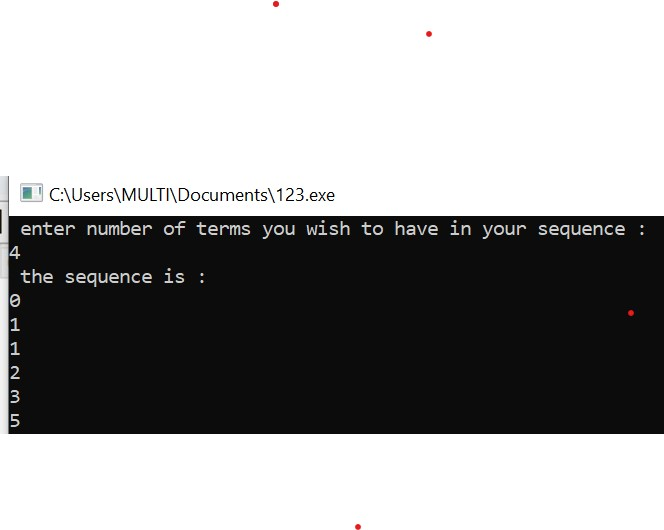 C:\Users\MULTI\Documents\123.exe
enter number of terms you wish to have in your sequence :
4
the sequence is :
0
1
1
2
3
5